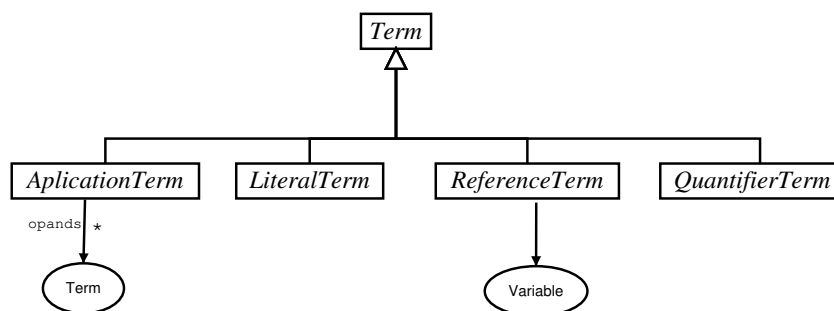 Term
AplicationTerm LiteralTerm ReferenceTerm QuantifierTerm
opands *
Term Variable